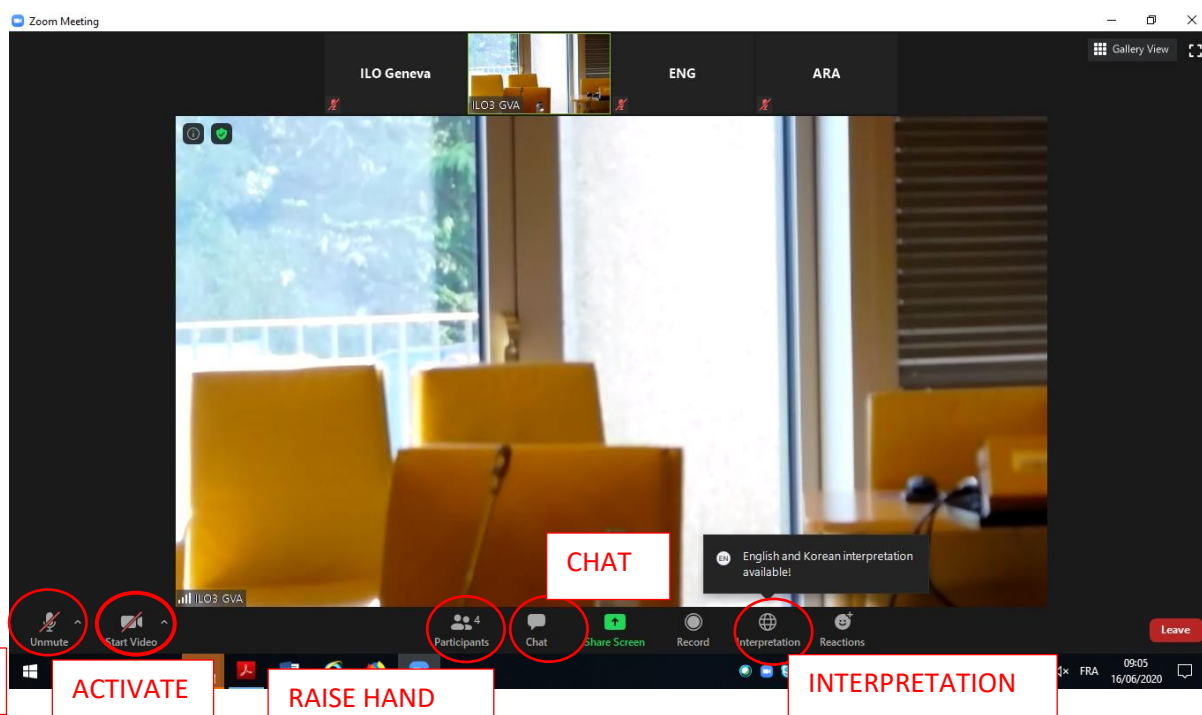 Zoom Meeting
Gallery View
ILO Geneva
ILO3 GVA
ENG
ARA
CHAT
EN English and Korean interpretation
available!
ILO3 GVA
Unmute
Start Video
4
Participants
Chat
Share Screen
Record
Interpretation
Reactions
Leave
ACTIVATE
RAISE HAND
INTERPRETATION
FRA
09:05
16/06/2020